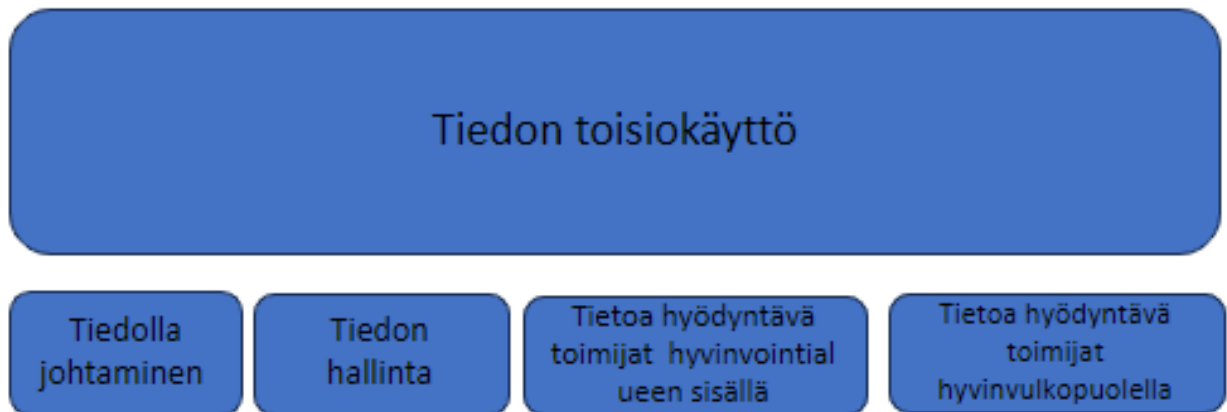 Tiedon toisiokäyttö
Tiedolla
johtaminen
Tiedon
hallinta
Tietoa hyödyntävä
toimijat  hyvinvointial
ueen sisällä
Tietoa hyödyntävä
toimijat
hyvinvulkopuolella